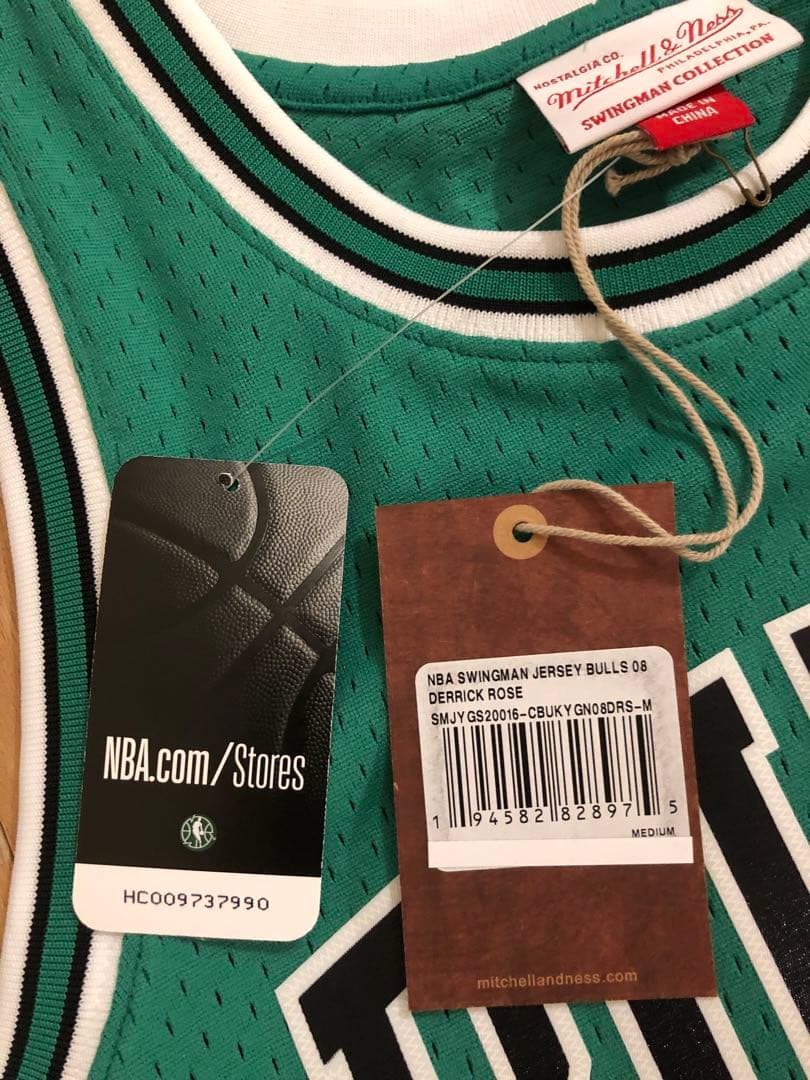 NOSTALGIA CO.
Mitchell & Ness
PHILADELPHIA, PA.
SWINGMAN COLLECTION
MADE IN
CHINA
NBA.com/Stores
HC009737990
NBA SWINGMAN JERSEY BULLS 08
DERRICK ROSE
SMJYGS20016-CBUKYGN08DRS-M
1 94582 82897 5
MEDIUM
mitchellandness.com